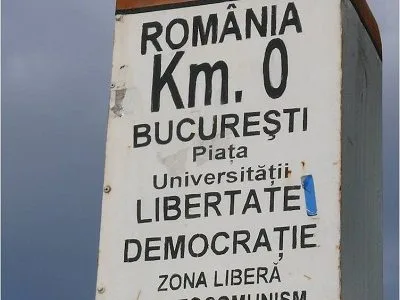 ROMÂNIA
Km. 0
BUCUREŞTI
Piaţa
Universităţii
LIBERTATE
DEMOCRAŢIE
ZONA LIBERĂ